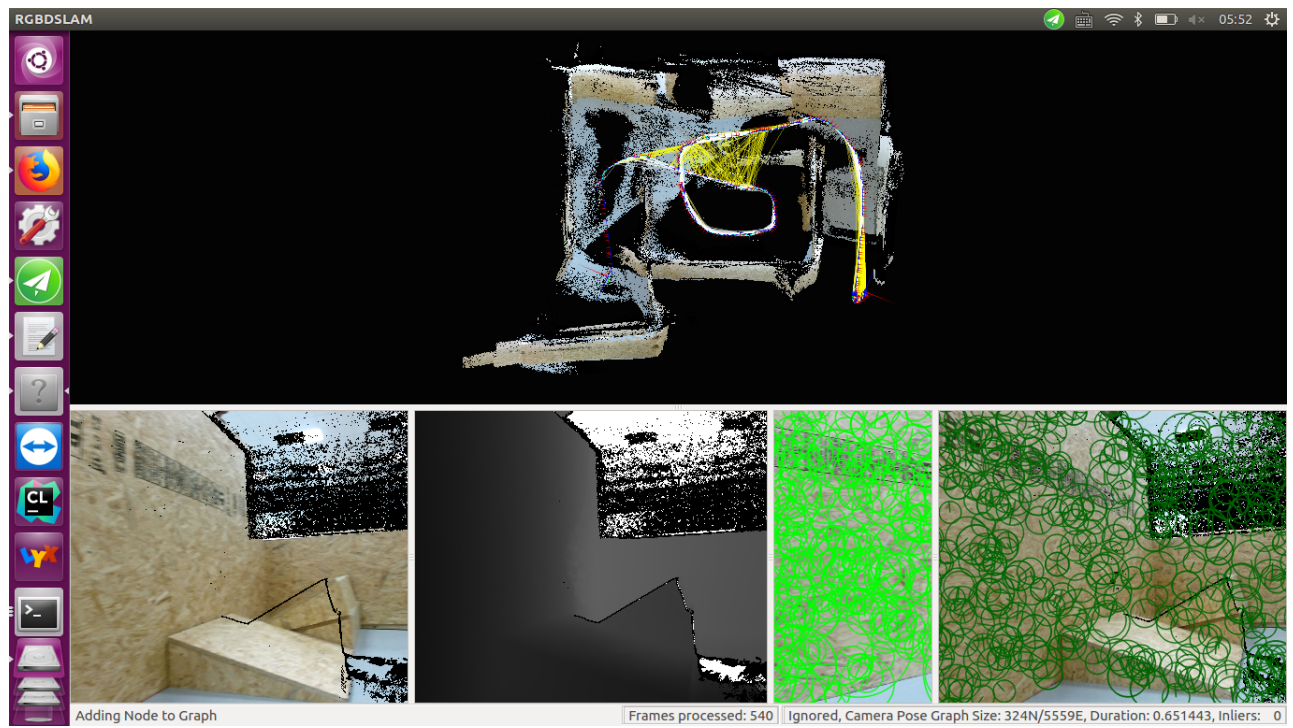 RGBDSLAM
05:52
?
CL
LYX
>_
Adding Node to Graph
Frames processed: 540
Ignored, Camera Pose Graph Size: 324N/5559E, Duration: 0.651443, Inliers: 0